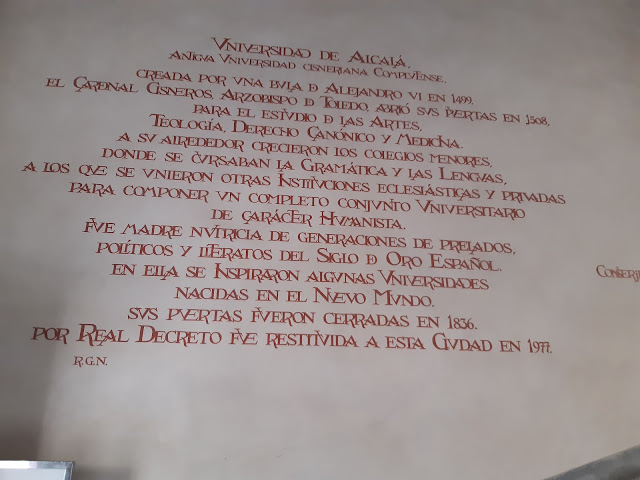 VNIVERSIDAD DE ALCALÁ,
ANTIGVA VNIVERSIDAD CISNERIANA COMPLVTENSE,
CREADA POR VNA BVLA D ALEJANDRO VI EN 1499,
EL CARDENAL CISNEROS, ARZOBISPO D TOLEDO, ABRIÓ SVS PVERTAS EN 1508,
PARA EL ESTVDIO D LAS ARTES,
TEOLOGÍA, DERECHO CANÓNICO Y MEDICINA.
A SV ALREDEDOR CRECIERON LOS COLEGIOS MENORES,
DONDE SE CVRSABAN LA GRAMÁTICA Y LAS LENGVAS,
A LOS QVE SE VNIERON OTRAS INSTITVCIONES ECLESIÁSTICAS Y PRIVADAS
PARA COMPONER VN COMPLETO CONJVNTO VNIVERSITARIO
DE CARÁCTER HVMANISTA.
FVE MADRE NVTRICIA DE GENERACIONES DE PRELADOS,
POLÍTICOS Y LITERATOS DEL SIGLO D ORO ESPAÑOL.
EN ELLA SE INSPIRARON ALGVNAS VNIVERSIDADES
NACIDAS EN EL NVEVO MVNDO.
SVS PVERTAS FVERON CERRADAS EN 1836.
POR REAL DECRETO FVE RESTITVIDA A ESTA CIVDAD EN 1977.
R.G.N.